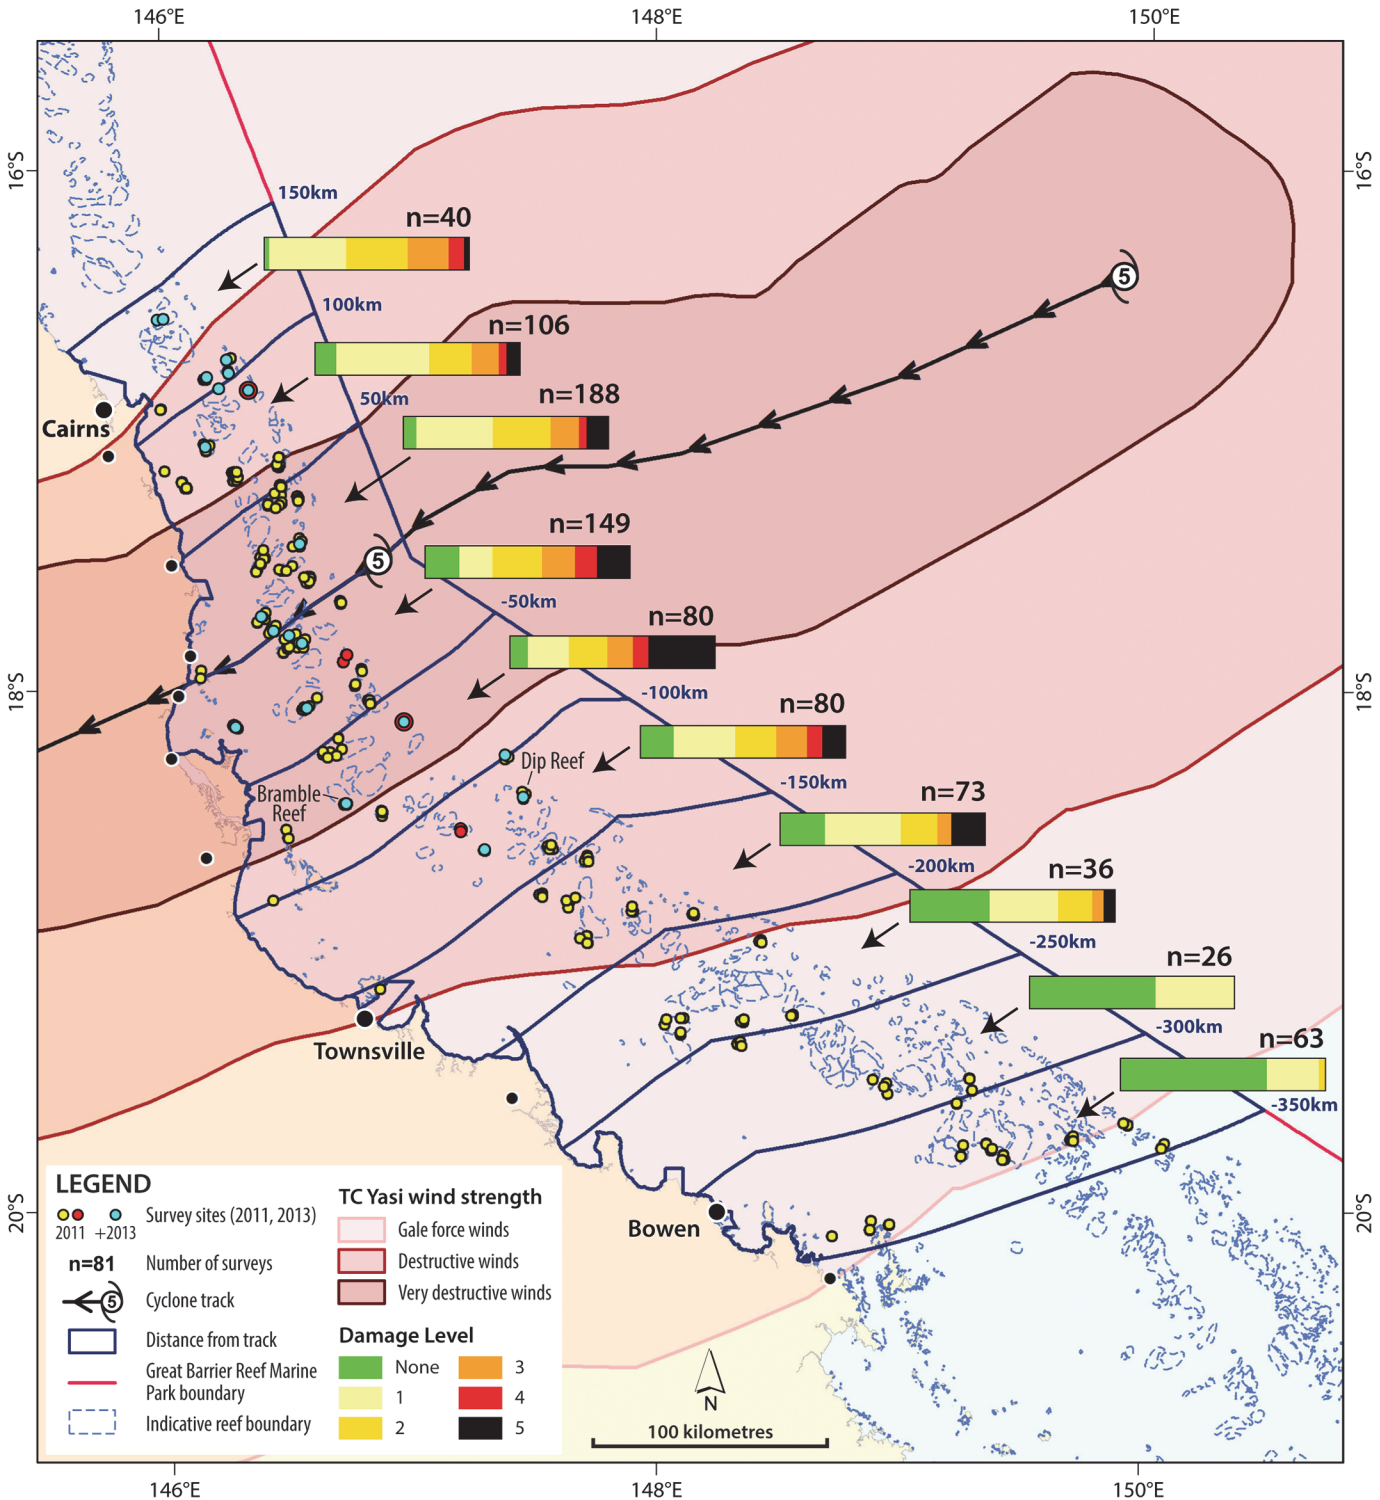 146°E 148°E 150°E
16°S 16°S
150km
n=40
100km
n=106
50km
n=188
Cairns
n=149
5
5
-50km
n=80
18°S 18°S
-100km
n=80
Dip Reef
-150km
Bramble
Reef
n=73
-200km
n=36
-250km
n=26
-300km
Townsville
n=63
-350km
20°S 20°S
Bowen
LEGEND
2011 +2013 Survey sites (2011, 2013)
n=81 Number of surveys
5 Cyclone track
Distance from track
Great Barrier Reef Marine
Park boundary
Indicative reef boundary
TC Yasi wind strength
Gale force winds
Destructive winds
Very destructive winds
Damage Level
None 3
1 4
2 5
N
100 kilometres
146°E 148°E 150°E